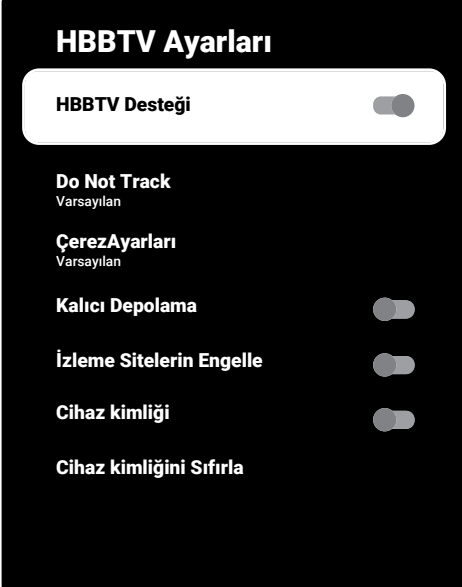 HBBTV Ayarları
HBBTV Desteği
Do Not Track
Varsayılan
ÇerezAyarları
Varsayılan
Kalıcı Depolama
İzleme Sitelerin Engelle
Cihaz kimliği
Cihaz kimliğini Sıfırla